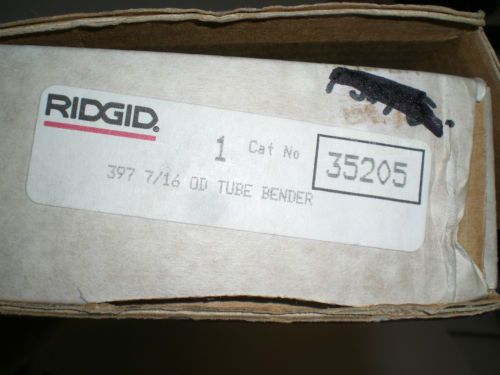 RIDGID.
1 Cat No 35205
397 7/16 OD TUBE BENDER